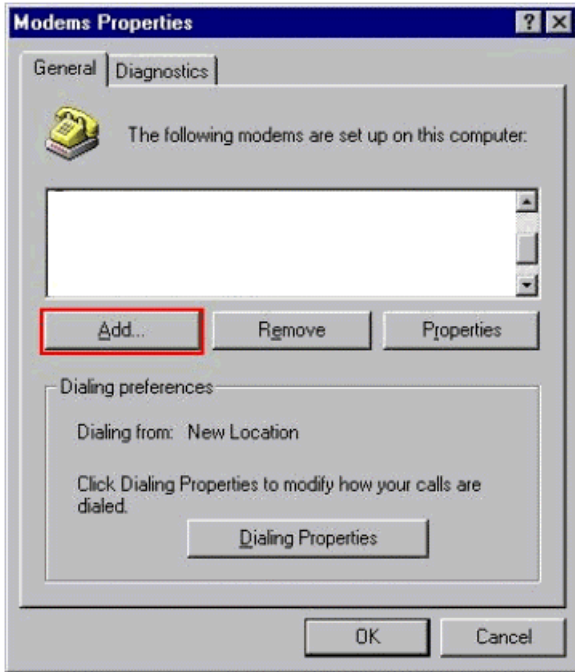 Modems Properties
General
Diagnostics
The following modems are set up on this computer:
Add...
Remove
Properties
Dialing preferences
Dialing from: New Location
Click Dialing Properties to modify how your calls are
dialed.
Dialing Properties
OK
Cancel